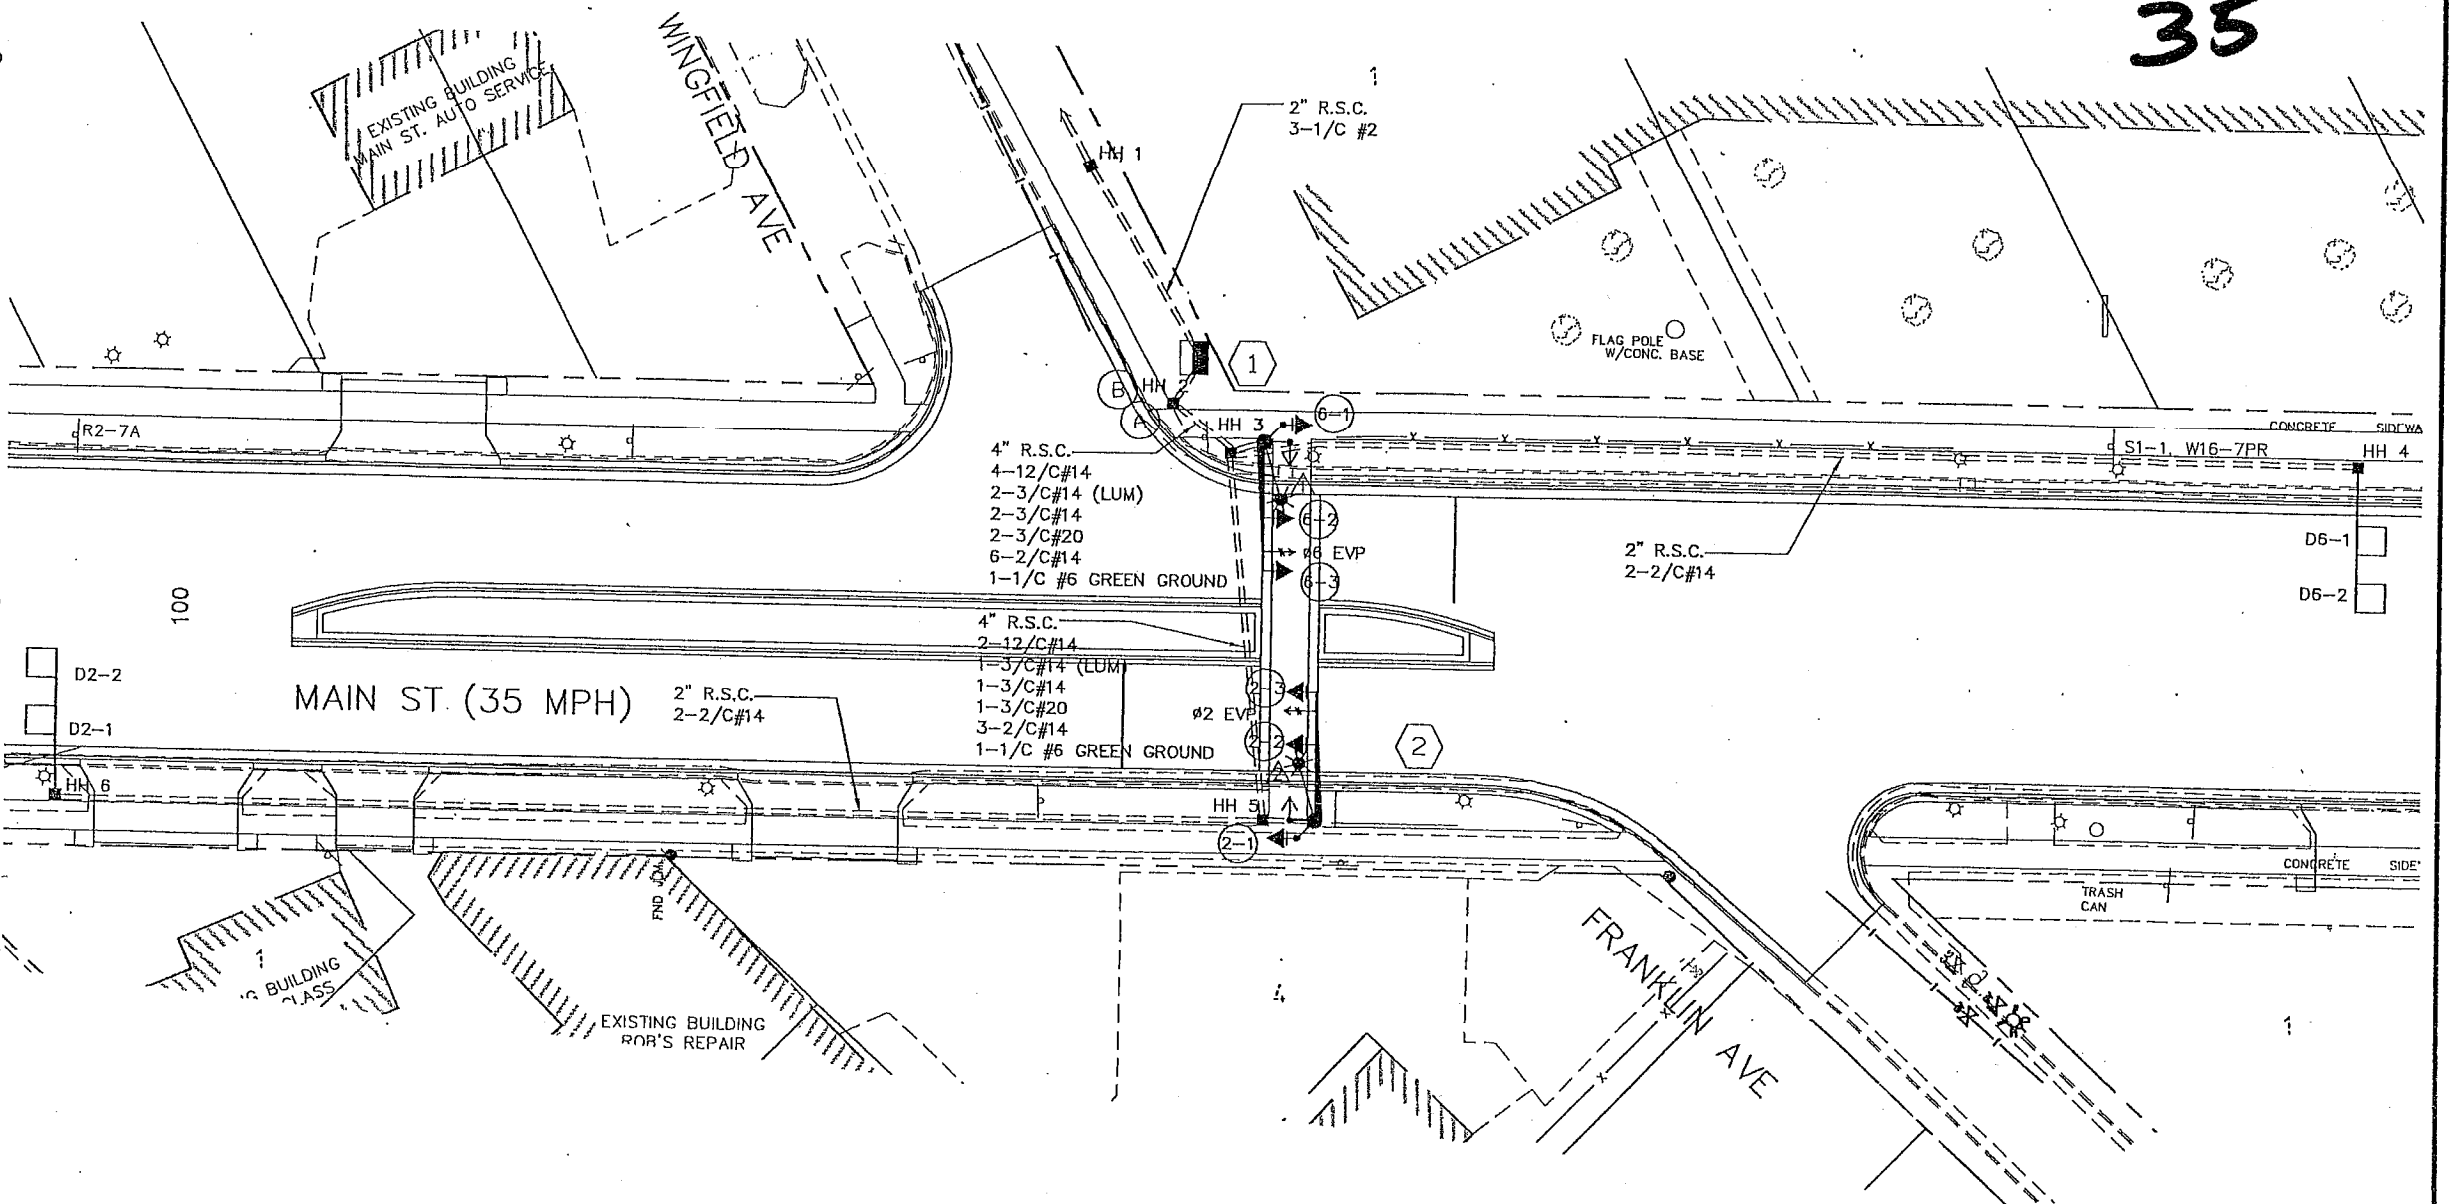 35
EXISTING BUILDING
MAIN ST. AUTO SERVICE
WINGFIELD AVE
1
2" R.S.C.
3-1/C #2
HH 1
FLAG POLE
W/CONC. BASE
1
B
HH 2
A
HH 3
6-1
R2-7A
CONCRETE SIDEWA
S1-1, W16-7PR
HH 4
4" R.S.C.
4-12/C#14
2-3/C#14 (LUM)
2-3/C#14
2-3/C#20
6-2/C#14
1-1/C #6 GREEN GROUND
6-2
ø6 EVP
6-3
2" R.S.C.
2-2/C#14
D6-1
D6-2
100
4" R.S.C.
2-12/C#14
1-3/C#14 (LUM)
1-3/C#14
1-3/C#20
3-2/C#14
1-1/C #6 GREEN GROUND
D2-2
D2-1
MAIN ST. (35 MPH)
2" R.S.C.
2-2/C#14
2-3
ø2 EVP
2-2
2
HH 6
HH 5
2-1
FND
CONCRETE SIDE
TRASH
CAN
FRANKLIN AVE
1
G BUILDING
GLASS
EXISTING BUILDING
ROB'S REPAIR
1